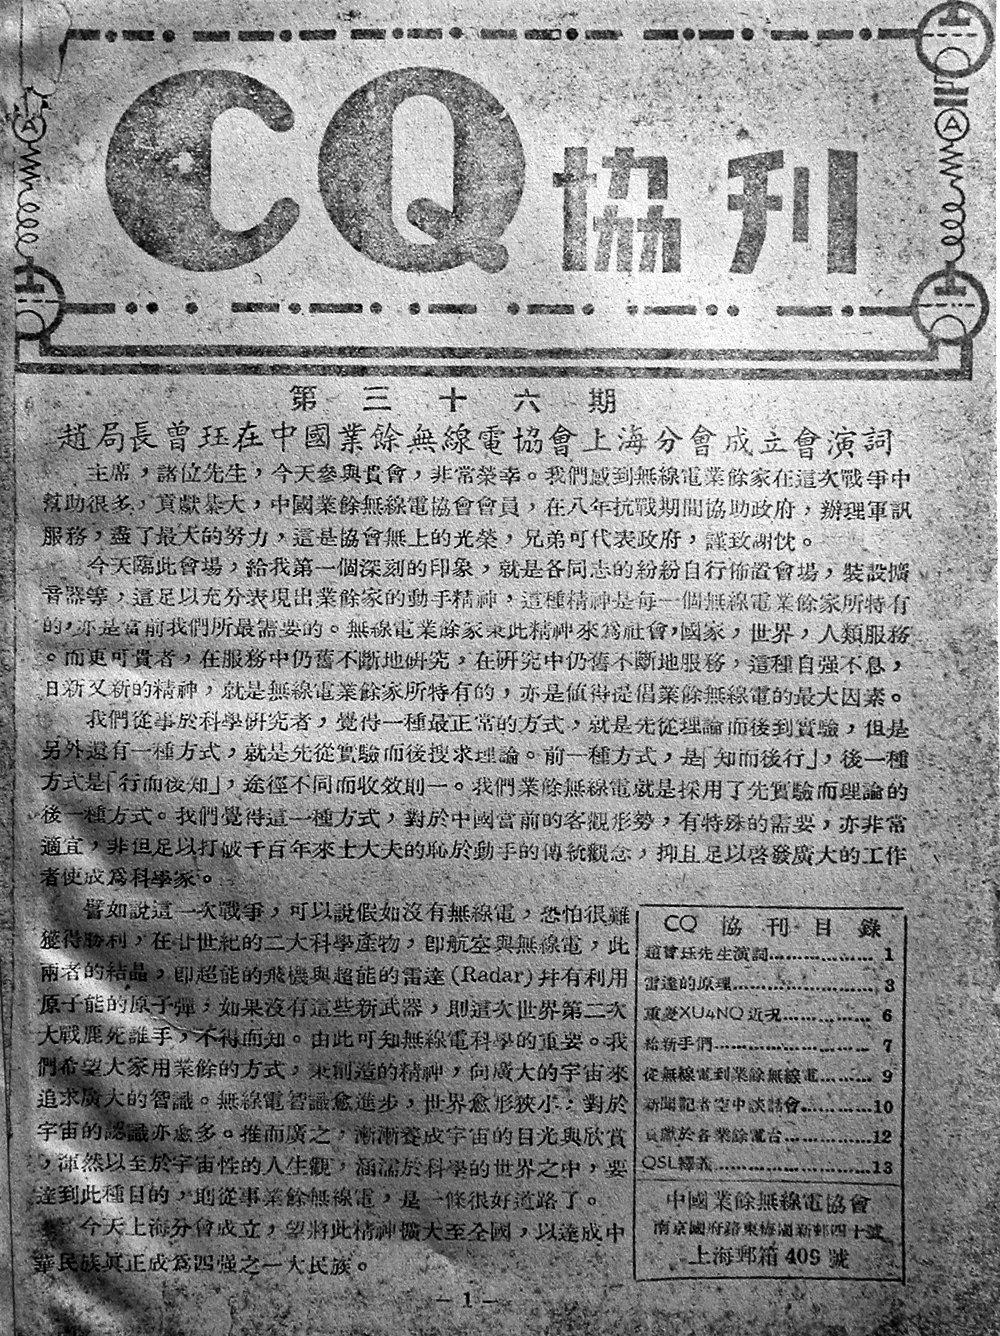 CQ 協刊
第三十六期
趙局長曾珏在中國業餘無線電協會上海分會成立會演詞
主席，諸位先生，今天參與貴會，非常榮幸。我們感到無線電業餘家在這次戰爭中
幫助很多，貢獻綦大，中國業餘無線電協會會員，在八年抗戰期間協助政府，辦理軍訊
服務，盡了最大的努力，這是協會無上的光榮，兄弟可代表政府，謹致謝忱。
今天臨此會場，給我第一個深刻的印象，就是各同志的紛紛自行佈置會場，裝設擴
音器等，這足以充分表現出業餘家的動手精神，這種精神是每一個無線電業餘家所特有
的，亦是當前我們所最需要的。無線電業餘家秉此精神來爲社會，國家，世界，人類服務
。而更可貴者，在服務中仍舊不斷地研究，在研究中仍舊不斷地服務，這種自强不息，
日新又新的精神，就是無線電業餘家所特有的，亦是值得提倡業餘無線電的最大因素。
我們從事於科學研究者，覺得一種最正常的方式，就是先從理論而後到實驗，但是
另外還有一種方式，就是先從實驗而後搜求理論。前一種方式，是「知而後行」，後一種
方式是「行而後知」，途徑不同而收效則一。我們業餘無線電就是採用了先實驗而理論的
後一種方式。我們覺得這一種方式，對於中國當前的客觀形勢，有特殊的需要，亦非常
適宜，非但足以打破千百年來士大夫的恥於動手的傳統觀念，抑且足以啓發廣大的工作
者使成爲科學家。
譬如說這一次戰爭，可以說假如沒有無線電，恐怕很難
獲得勝利，在廿世紀的二大科學產物，卽航空與無線電，此
兩者的結晶，卽超能的飛機與超能的雷達(Radar)幷有利用
原子能的原子彈，如果沒有這些新武器，則這次世界第二次
大戰鹿死誰手，不得而知。由此可知無線電科學的重要。我
們希望大家用業餘的方式，秉創造的精神，向廣大的宇宙來
追求廣大的智識。無線電智識愈進步，世界愈形狹小；對於
宇宙的認識亦愈多。推而廣之，漸漸養成宇宙的目光與欣賞
，渾然以至於宇宙性的人生觀，涵濡於科學的世界之中，要
達到此種目的，則從事業餘無線電，是一條很好道路了。
今天上海分會成立，望將此精神擴大至全國，以達成中
華民族眞正成爲四强之一大民族。
CQ 協刊目錄
趙曾珏先生演詞……………1
雷達的原理……………3
重慶XU4NQ近況……………6
給新手們……………7
從無線電到業餘無線電………9
新聞記者空中談話會…………10
貢獻於各業餘電台……………12
QSL釋義……………13
中國業餘無線電協會
南京國府路東梅園新邨四十號
上海郵箱409號
— 1 —